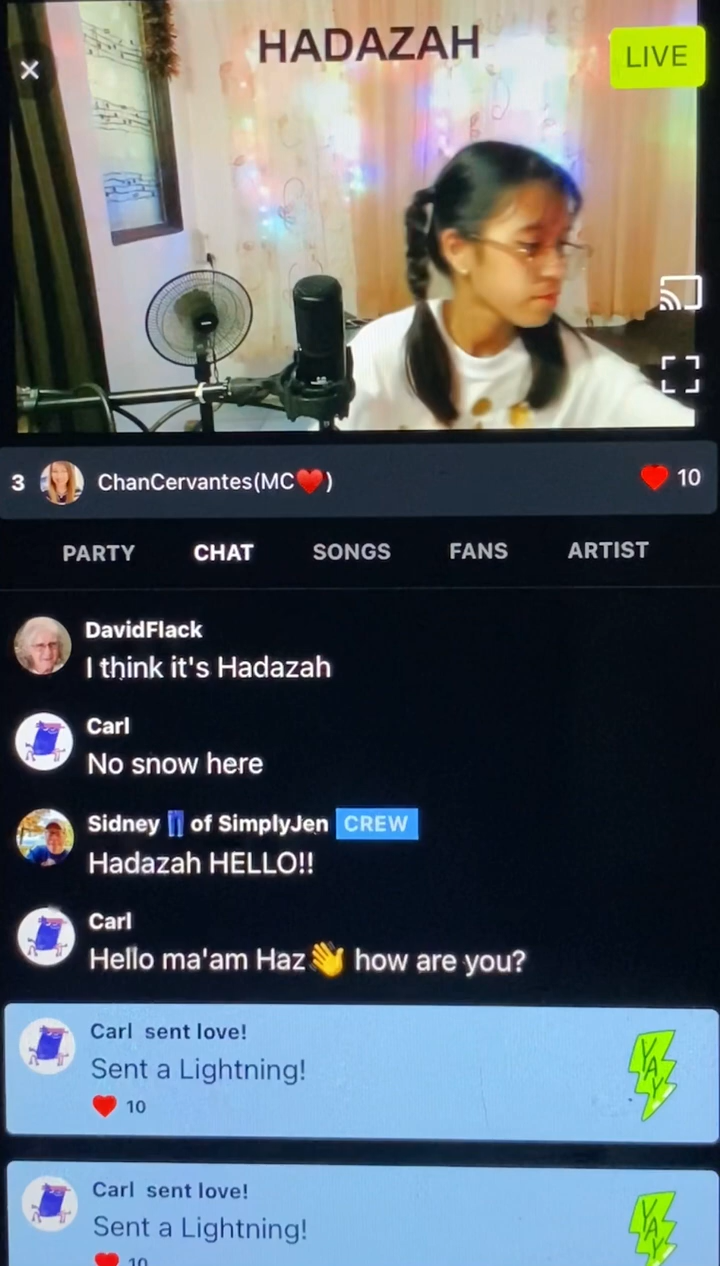 HADAZAH
LIVE
3 ChanCervantes(MC❤️) ❤️ 10
PARTY CHAT SONGS FANS ARTIST
DavidFlack
I think it's Hadazah
Carl
No snow here
Sidney 👖 of SimplyJen CREW
Hadazah HELLO!!
Carl
Hello ma'am Haz👋 how are you?
Carl sent love!
Sent a Lightning!
❤️ 10
YAY
Carl sent love!
Sent a Lightning!
❤️ 10
YAY